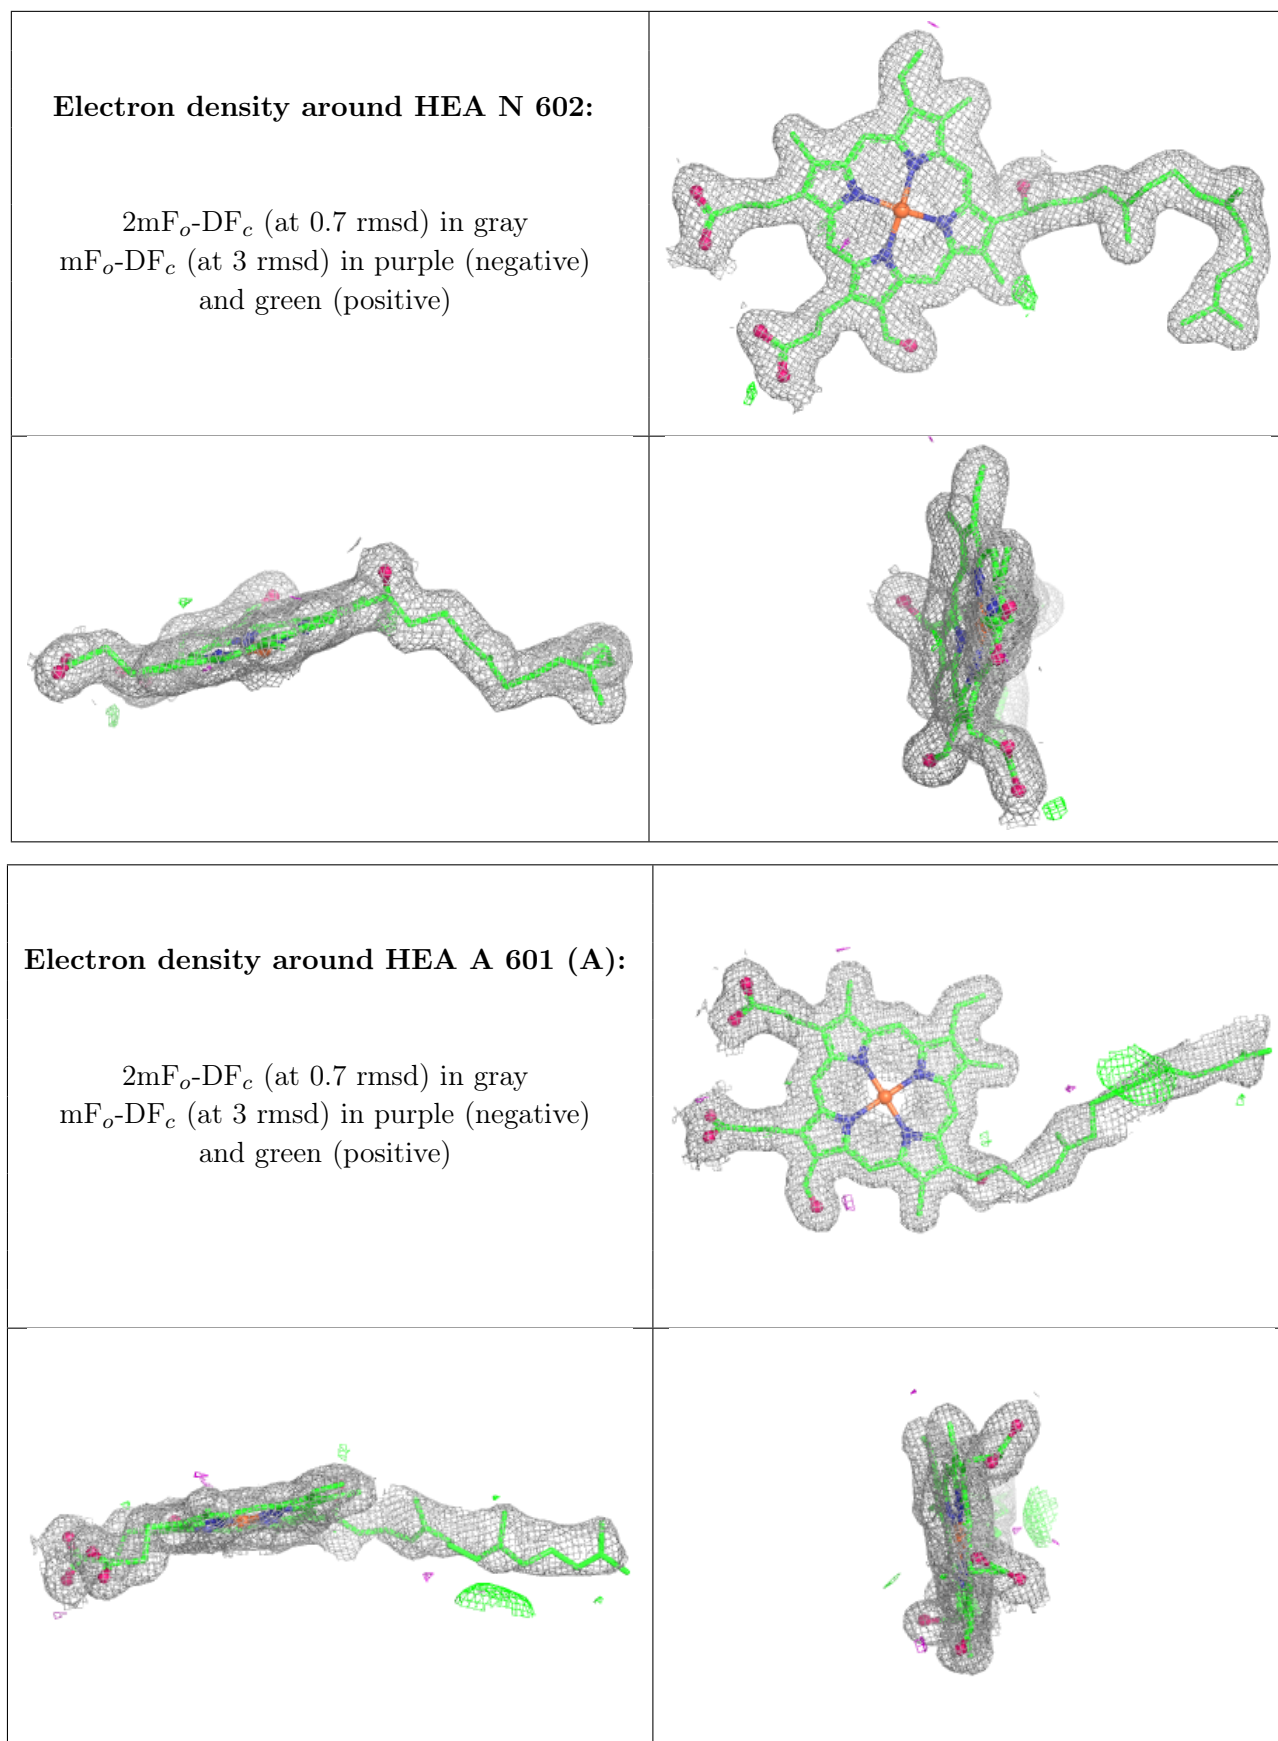 Electron density around HEA N 602:
2mFo-DFc (at 0.7 rmsd) in gray
mFo-DFc (at 3 rmsd) in purple (negative)
and green (positive)
Electron density around HEA A 601 (A):
2mFo-DFc (at 0.7 rmsd) in gray
mFo-DFc (at 3 rmsd) in purple (negative)
and green (positive)